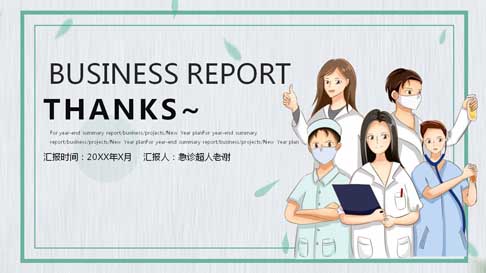 BUSINESS REPORT
THANKS~
For year-end summary report/business/projects/New Year planFor year-end summary
report/business/projects/New Year planFor year-end summary report/business/projects/New Year plan
汇报时间：20XX年X月 汇报人：急诊超人老谢